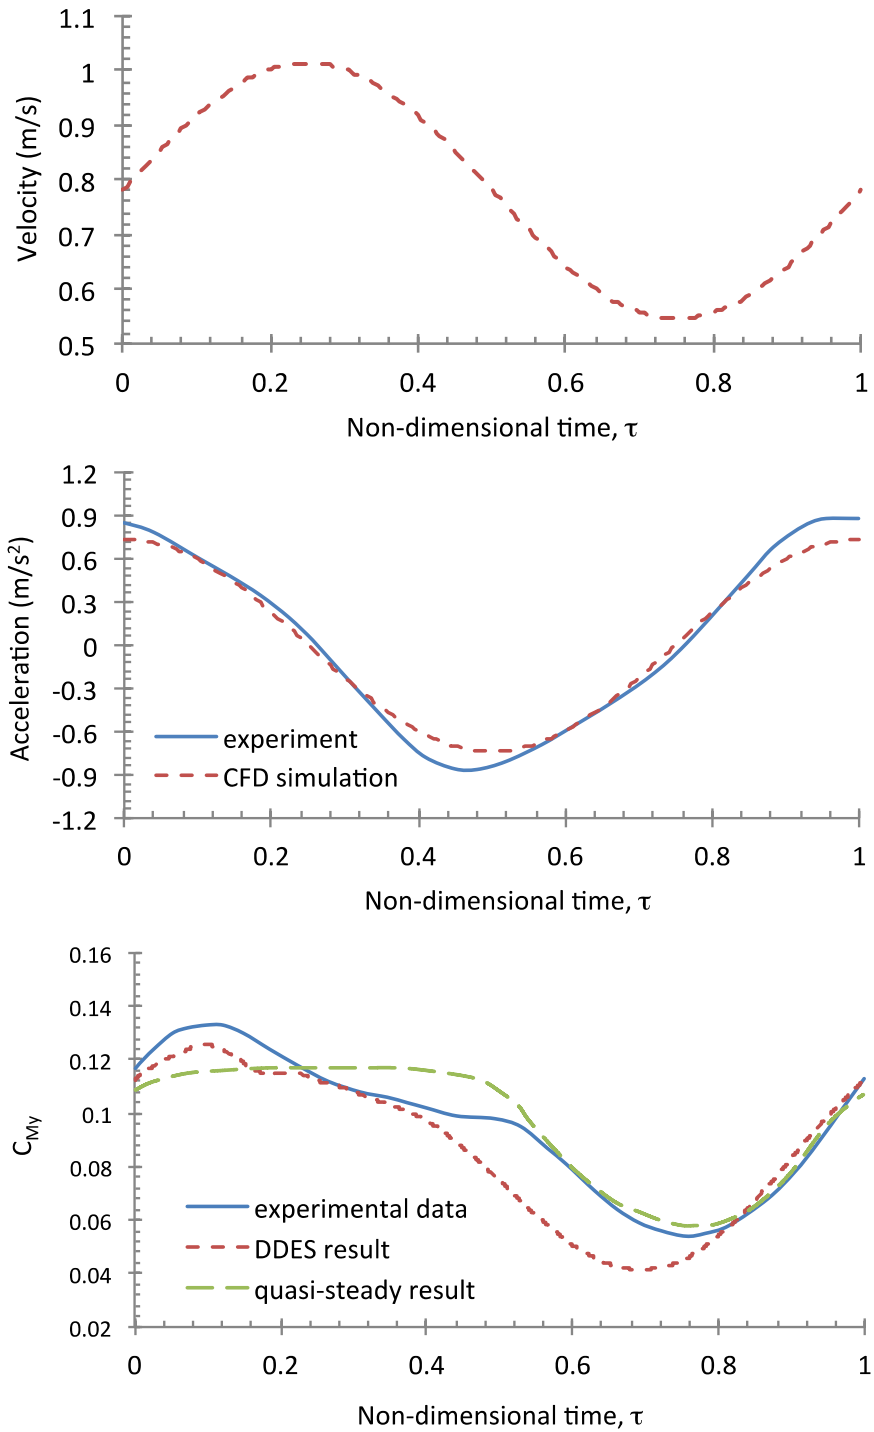 1.1
1
0.9
0.8
0.7
0.6
0.5
Velocity (m/s)
0 0.2 0.4 0.6 0.8 1
Non-dimensional time, τ
1.2
0.9
0.6
0.3
0
-0.3
-0.6
-0.9
-1.2
Acceleration (m/s²)
experiment
CFD simulation
0 0.2 0.4 0.6 0.8 1
Non-dimensional time, τ
0.16
0.14
0.12
0.1
0.08
0.06
0.04
0.02
CMy
experimental data
DDES result
quasi-steady result
0 0.2 0.4 0.6 0.8 1
Non-dimensional time, τ